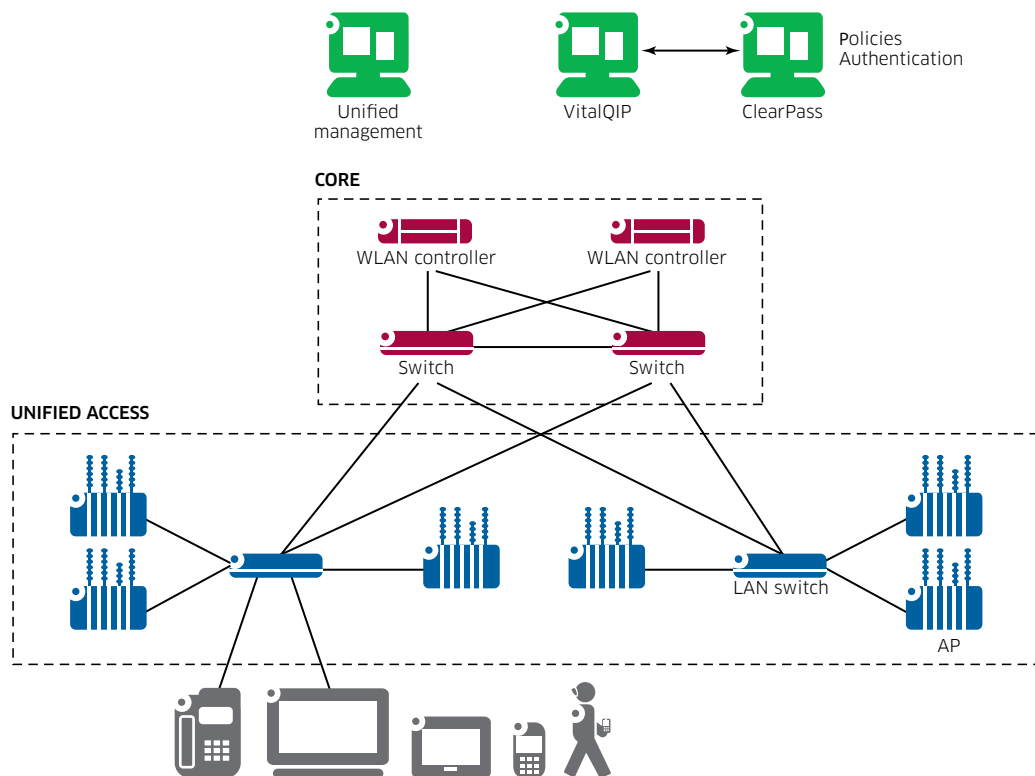 Unified
management
VitalQIP
ClearPass
Policies
Authentication
CORE
WLAN controller
WLAN controller
Switch
Switch
UNIFIED ACCESS
LAN switch
AP